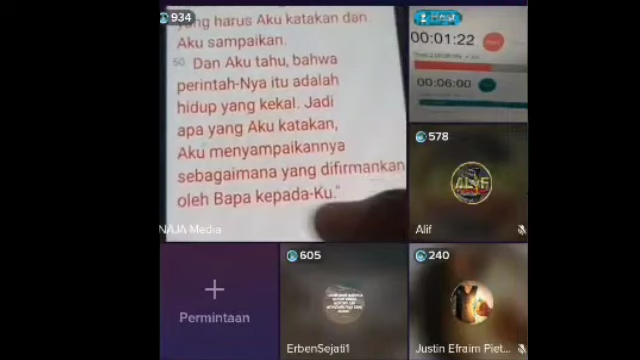 934
yang harus Aku katakan dan
Aku sampaikan.
50 Dan Aku tahu, bahwa
perintah-Nya itu adalah
hidup yang kekal. Jadi
apa yang Aku katakan,
Aku menyampaikannya
sebagaimana yang difirmankan
oleh Bapa kepada-Ku."
NAJA Media
Host
00:01:22
00:06:00
578
ALYF
Alif
+
Permintaan
605
ErbenSejati1
240
Justin Efraim Piet...